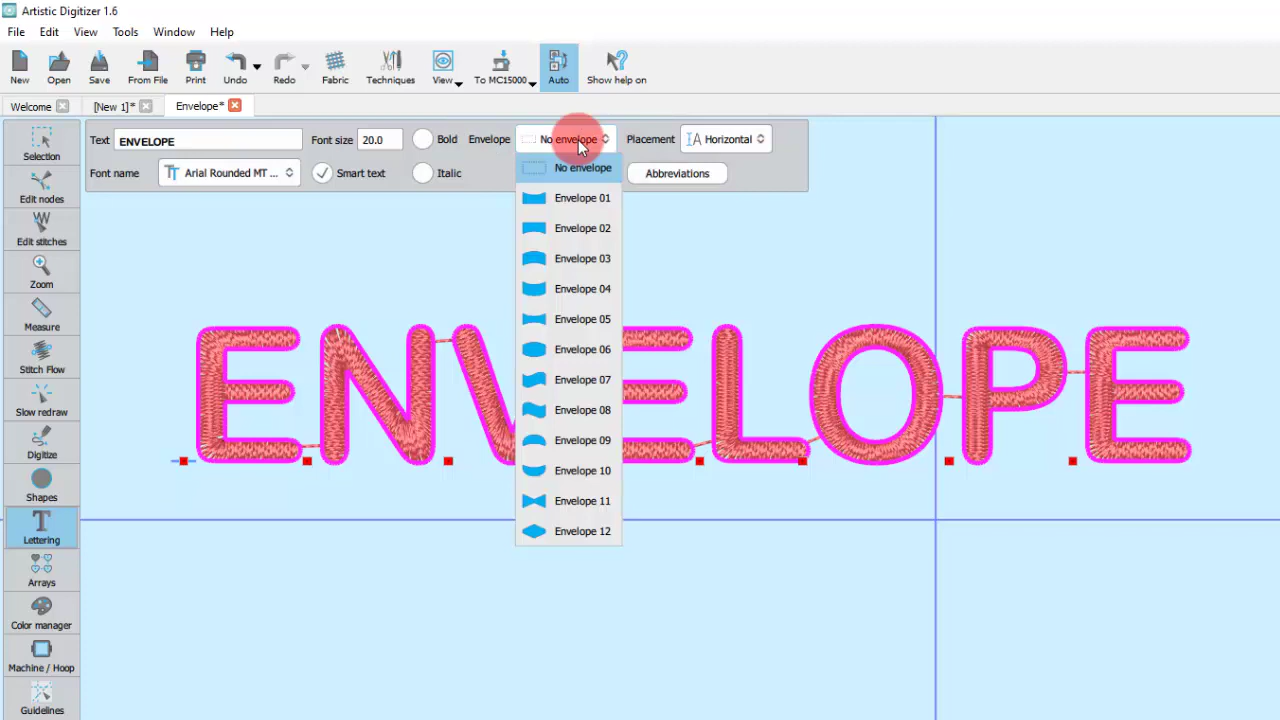 Artistic Digitizer 1.6
File Edit View Tools Window Help
New Open Save From File Print Undo Redo Fabric Techniques View To MC15000 Auto Show help on
Welcome [New 1]* Envelope*
Text ENVELOPE Font size 20.0 Bold Envelope No envelope Placement Horizontal
Font name Arial Rounded MT ... Smart text Italic Abbreviations
No envelope
Envelope 01
Envelope 02
Envelope 03
Envelope 04
Envelope 05
Envelope 06
Envelope 07
Envelope 08
Envelope 09
Envelope 10
Envelope 11
Envelope 12
Selection
Edit nodes
Edit stitches
Zoom
Measure
Stitch Flow
Slow redraw
Digitize
Shapes
Lettering
Arrays
Color manager
Machine / Hoop
Guidelines
ENVELOPE